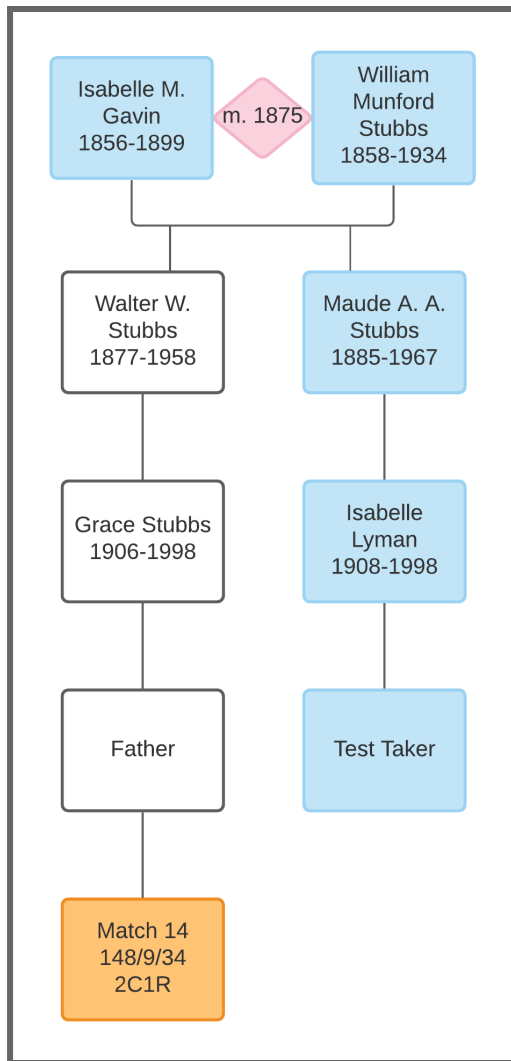 Isabelle M.
Gavin
1856-1899
m. 1875
William
Munford
Stubbs
1858-1934
Walter W.
Stubbs
1877-1958
Maude A. A.
Stubbs
1885-1967
Grace Stubbs
1906-1998
Isabelle
Lyman
1908-1998
Father
Test Taker
Match 14
148/9/34
2C1R